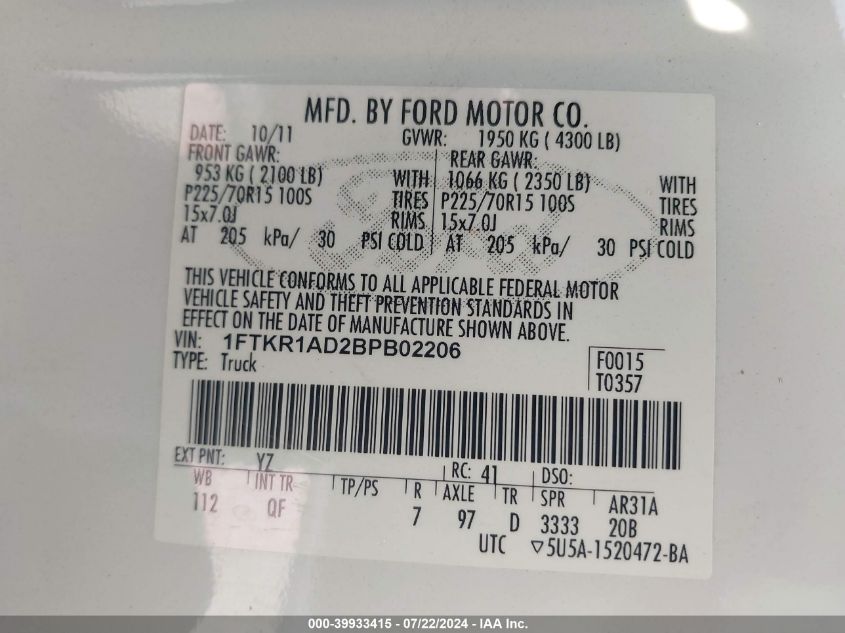 MFD. BY FORD MOTOR CO.
DATE: 10/11 GVWR: 1950 KG ( 4300 LB)
FRONT GAWR: REAR GAWR:
953 KG ( 2100 LB) WITH 1066 KG ( 2350 LB) WITH
P225/70R15 100S TIRES P225/70R15 100S TIRES
15x7.0J RIMS 15x7.0J RIMS
AT 205 kPa/ 30 PSI COLD AT 205 kPa/ 30 PSI COLD
THIS VEHICLE CONFORMS TO ALL APPLICABLE FEDERAL MOTOR
VEHICLE SAFETY AND THEFT PREVENTION STANDARDS IN
EFFECT ON THE DATE OF MANUFACTURE SHOWN ABOVE.
VIN: 1FTKR1AD2BPB02206
TYPE: Truck
F0015
T0357
EXT PNT: YZ RC: 41 DSO:
WB INT TR TP/PS R AXLE TR SPR AR31A
112 QF 7 97 D 3333 20B
UTC ▽5U5A-1520472-BA
Ford
000-39933415 - 07/22/2024 - IAA Inc.